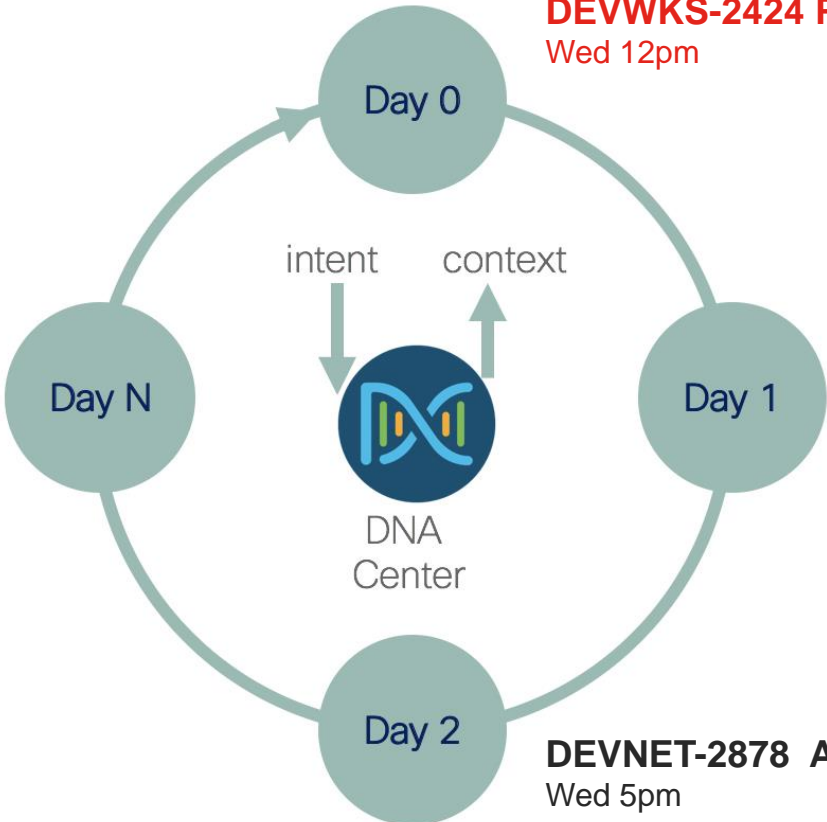 DEVWKS-2424
Wed 12pm
Day 0
intent context
Day N
Day 1
DNA
Center
Day 2
DEVNET-2878 A
Wed 5pm